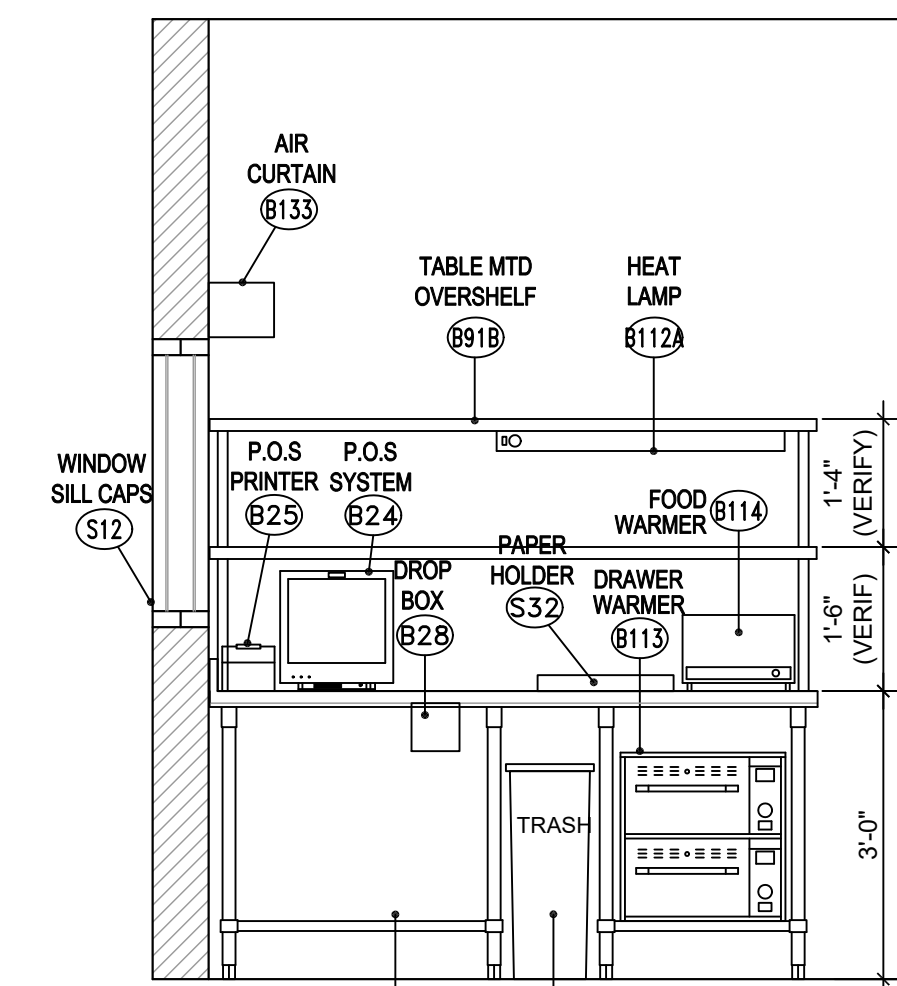 AIR
CURTAIN
B133
TABLE MTD
OVERSHELF
B91B
HEAT
LAMP
B112A
WINDOW
SILL CAPS
S12
P.O.S
PRINTER
B25
P.O.S
SYSTEM
B24
FOOD
WARMER
B114
1'-4"
(VERIFY)
DROP
BOX
B28
PAPER
HOLDER
S32
DRAWER
WARMER
B113
1'-6"
(VERIF)
TRASH
3'-0"